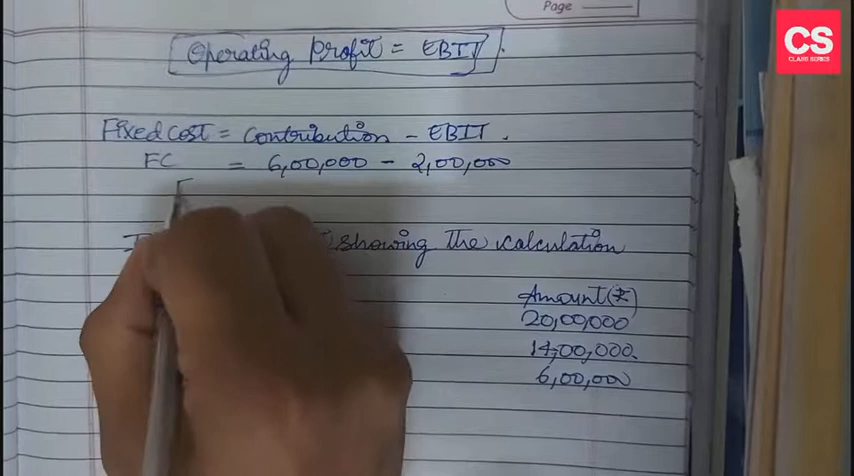 Page
CS
CLASS SERIES
Operating Profit = EBIT
Fixed cost = contribution - EBIT.
FC = 6,00,000 - 2,00,000
showing the calculation
Amount (₹)
20,00,000
14,00,000.
6,00,000